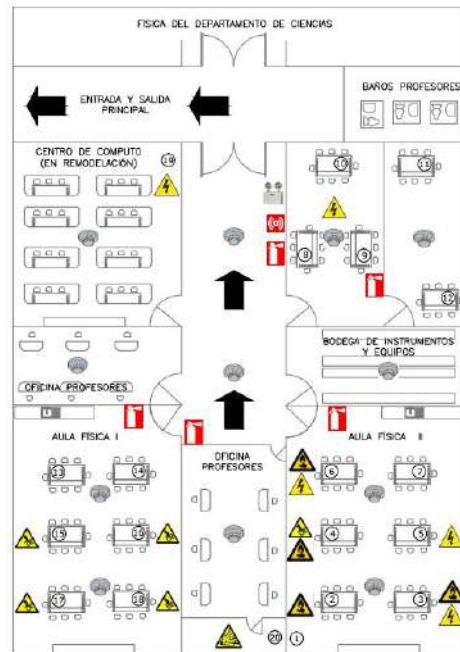 FISICA DEL DEPARTAMENTO DE CIENCIAS
BAÑOS PROFESORES
ENTRADA Y SALIDA
PRINCIPAL
CENTRO DE COMPUTO
(EN REMODELACIÓN)
19
10
11
8
9
12
BODEGA DE INSTRUMENTOS
Y EQUIPOS
OFICINA PROFESORES
AULA FÍSICA I
AULA FÍSICA II
OFICINA
PROFESORES
13
14
6
7
15
16
4
5
17
18
2
3
20
1